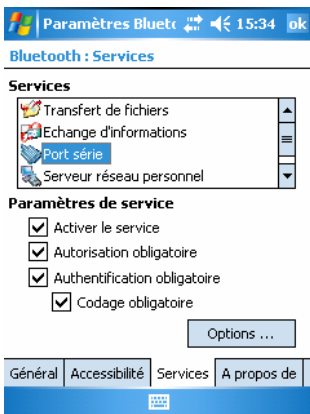 Paramètres Bluet 15:34 ok
Bluetooth : Services
Services
Transfert de fichiers
Echange d'informations
Port série
Serveur réseau personnel
Paramètres de service
Activer le service
Autorisation obligatoire
Authentification obligatoire
Codage obligatoire
Options ...
Général Accessibilité Services A propos de